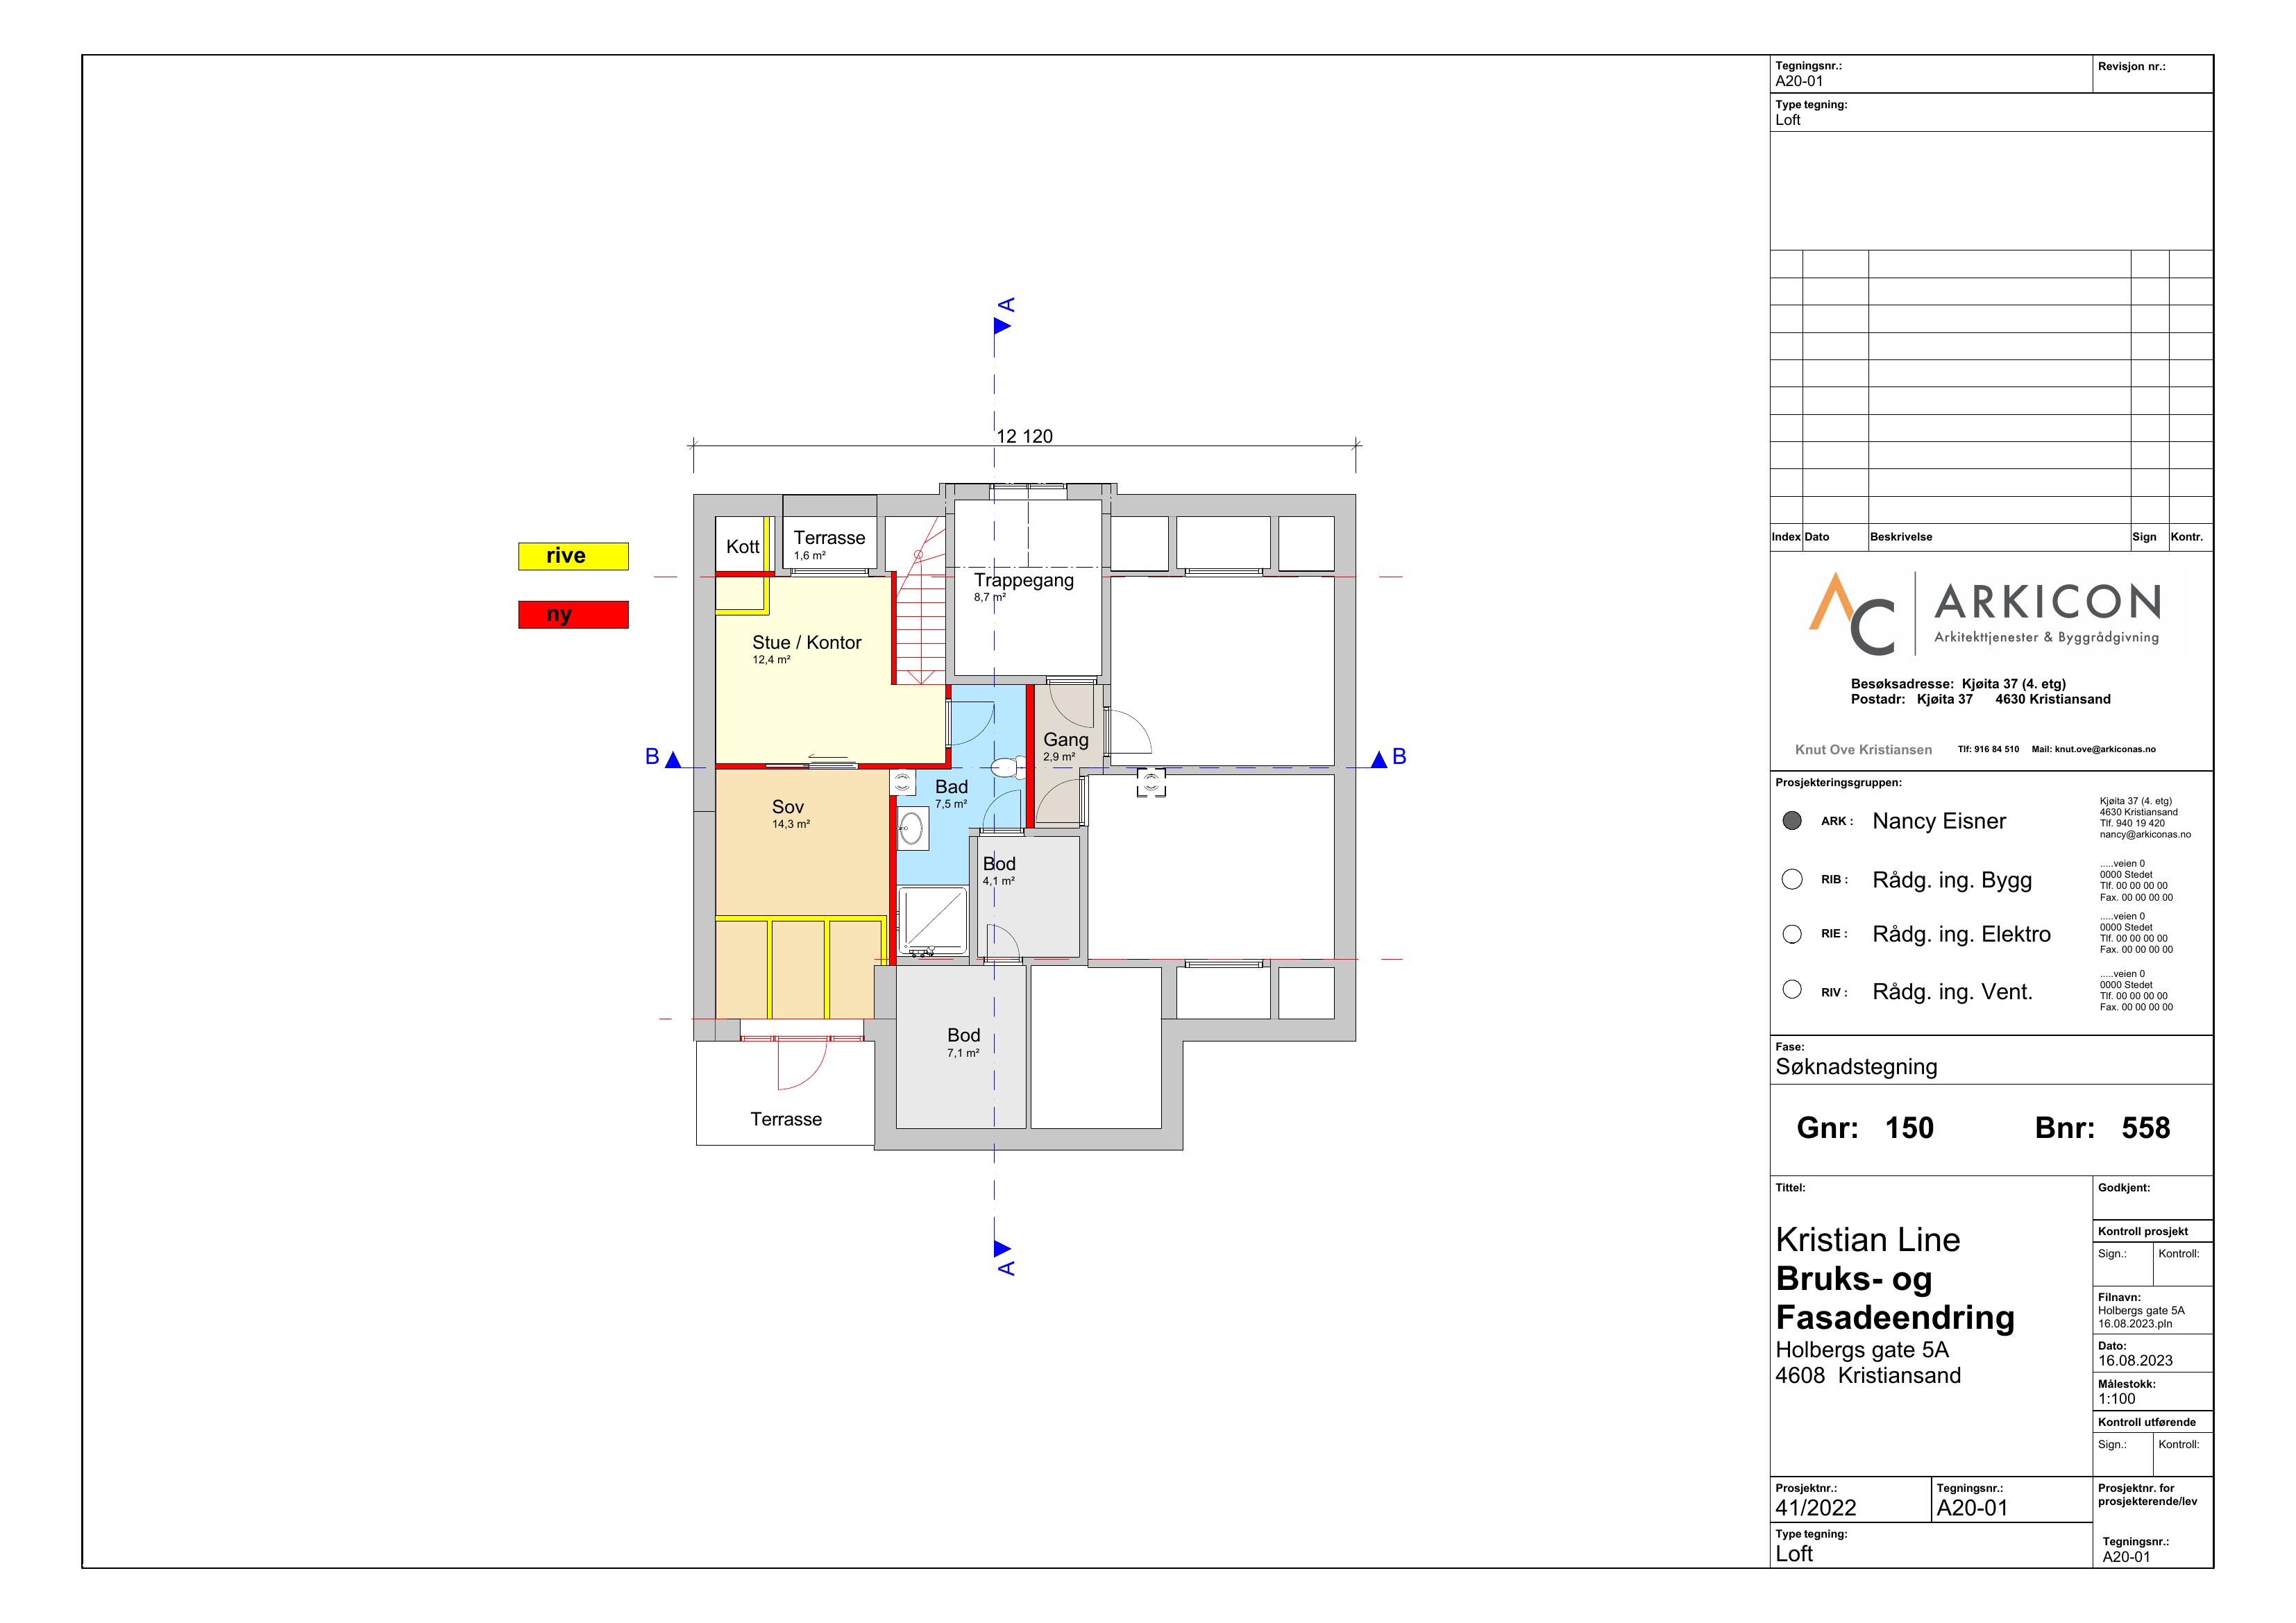 Tegningsnr.:
A20-01
Revisjon nr.:
Type tegning:
Loft
A
12 120
rive
ny
Kott
Terrasse
1,6 m²
Trappegang
8,7 m²
Stue / Kontor
12,4 m²
Gang
2,9 m²
B
B
Bad
7,5 m²
Sov
14,3 m²
Bod
4,1 m²
Bod
7,1 m²
Terrasse
A
Index Dato Beskrivelse Sign Kontr.
AC ARKICON
Arkitekttjenester & Byggrådgivning
Besøksadresse: Kjøita 37 (4. etg)
Postadr: Kjøita 37 4630 Kristiansand
Knut Ove Kristiansen Tlf: 916 84 510 Mail: knut.ove@arkiconas.no
Prosjekteringsgruppen:
ARK : Nancy Eisner
Kjøita 37 (4. etg)
4630 Kristiansand
Tlf. 940 19 420
nancy@arkiconas.no
RIB : Rådg. ing. Bygg
.....veien 0
0000 Stedet
Tlf. 00 00 00 00
Fax. 00 00 00 00
RIE : Rådg. ing. Elektro
.....veien 0
0000 Stedet
Tlf. 00 00 00 00
Fax. 00 00 00 00
RIV : Rådg. ing. Vent.
.....veien 0
0000 Stedet
Tlf. 00 00 00 00
Fax. 00 00 00 00
Fase:
Søknadstegning
Gnr: 150 Bnr: 558
Tittel:
Kristian Line
Bruks- og
Fasadeendring
Holbergs gate 5A
4608 Kristiansand
Godkjent:
Kontroll prosjekt
Sign.: Kontroll:
Filnavn:
Holbergs gate 5A
16.08.2023.pln
Dato:
16.08.2023
Målestokk:
1:100
Kontroll utførende
Sign.: Kontroll:
Prosjektnr.:
41/2022
Tegningsnr.:
A20-01
Prosjektnr. for
prosjekterende/lev
Type tegning:
Loft
Tegningsnr.:
A20-01